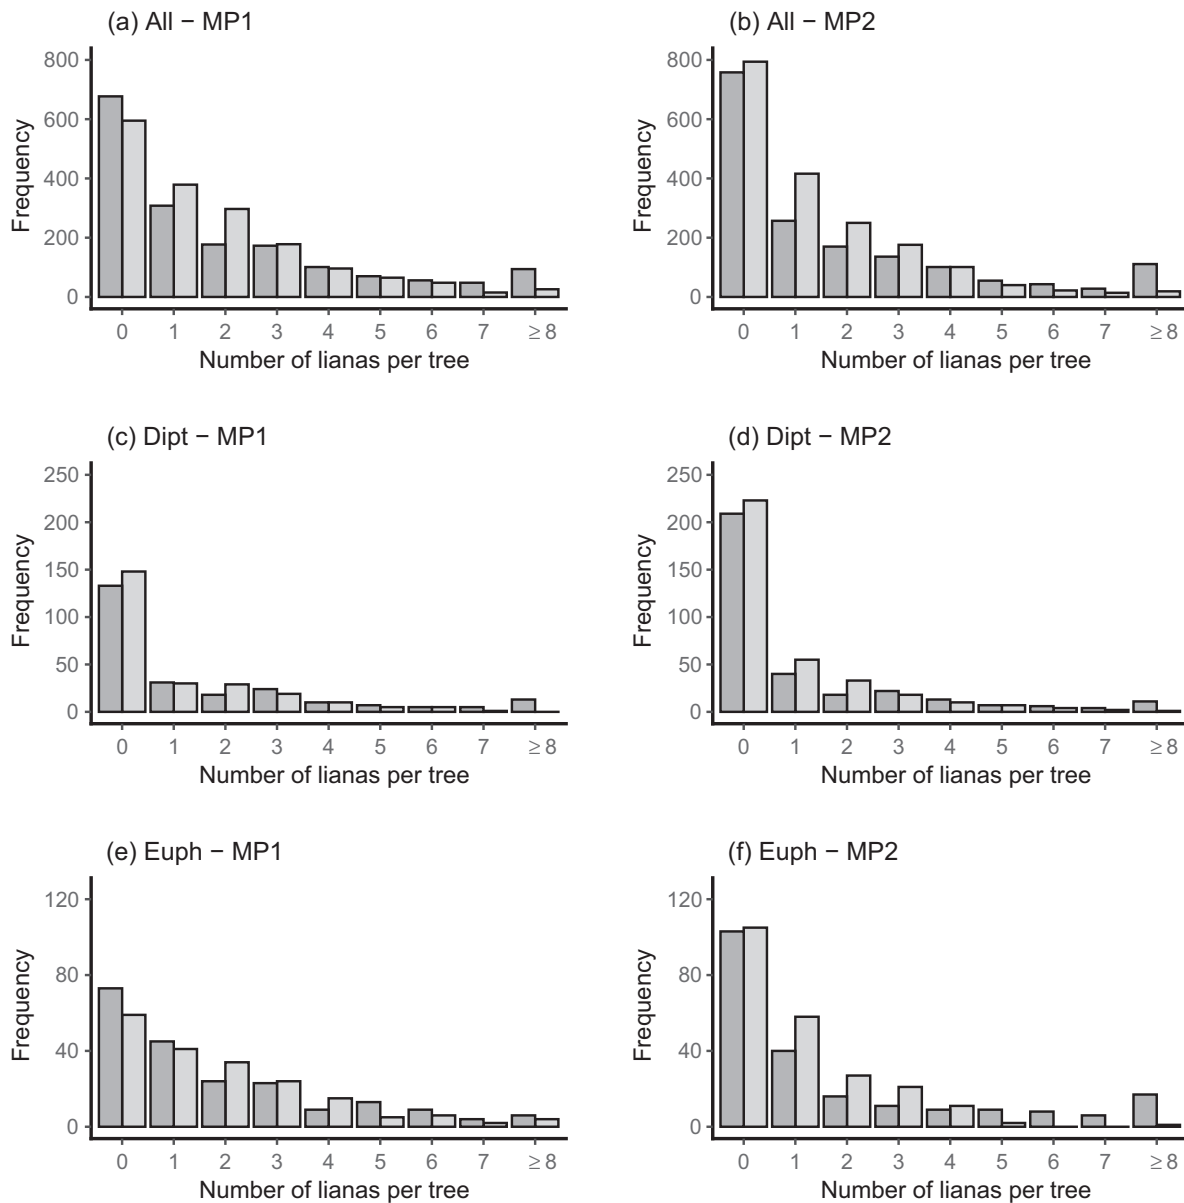 (a) All − MP1
Frequency
800
600
400
200
0
0 1 2 3 4 5 6 7 ≥ 8
Number of lianas per tree
(b) All − MP2
Frequency
800
600
400
200
0
0 1 2 3 4 5 6 7 ≥ 8
Number of lianas per tree
(c) Dipt − MP1
Frequency
250
200
150
100
50
0
0 1 2 3 4 5 6 7 ≥ 8
Number of lianas per tree
(d) Dipt − MP2
Frequency
250
200
150
100
50
0
0 1 2 3 4 5 6 7 ≥ 8
Number of lianas per tree
(e) Euph − MP1
Frequency
120
80
40
0
0 1 2 3 4 5 6 7 ≥ 8
Number of lianas per tree
(f) Euph − MP2
Frequency
120
80
40
0
0 1 2 3 4 5 6 7 ≥ 8
Number of lianas per tree